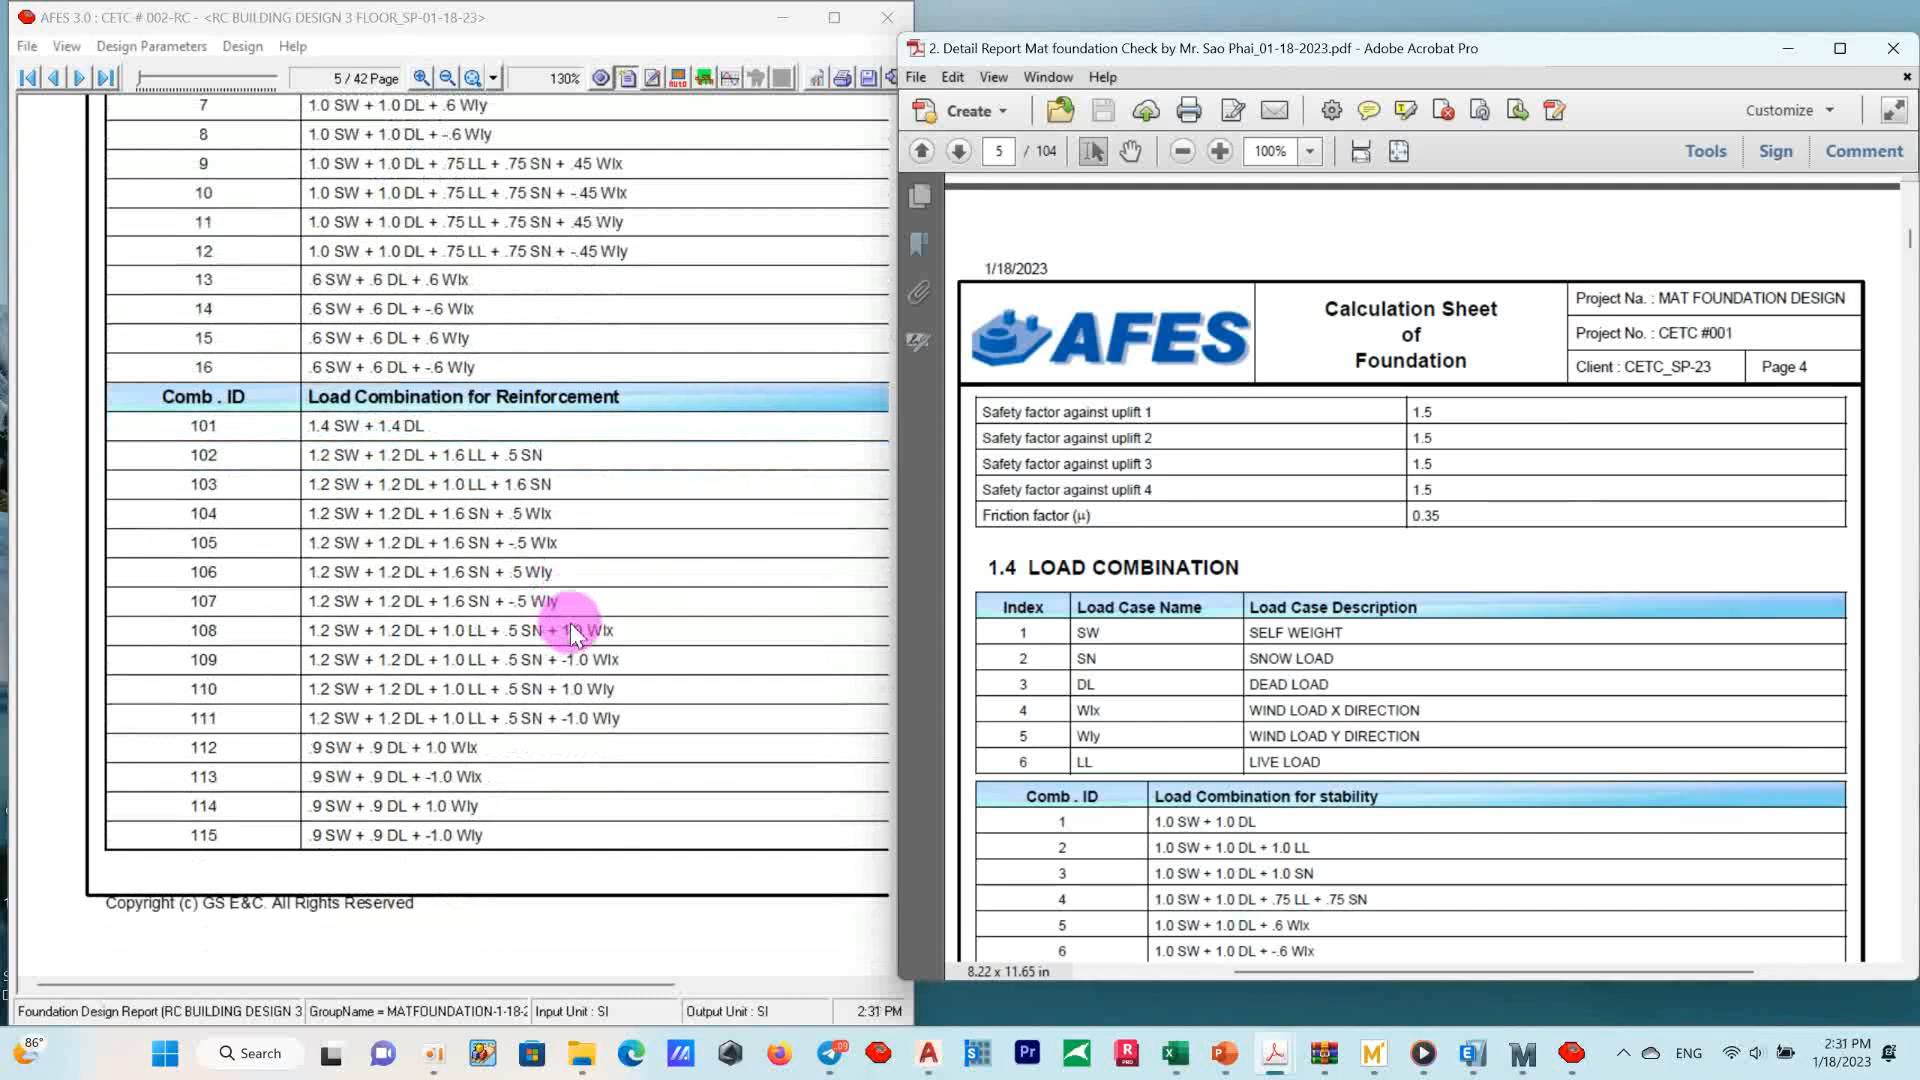 AFES 3.0 : CETC # 002-RC - <RC BUILDING DESIGN 3 FLOOR_SP-01-18-23>
File View Design Parameters Design Help
5 / 42 Page 130%
7 1.0 SW + 1.0 DL + .6 Wly
8 1.0 SW + 1.0 DL + -.6 Wly
9 1.0 SW + 1.0 DL + .75 LL + .75 SN + .45 Wlx
10 1.0 SW + 1.0 DL + .75 LL + .75 SN + -.45 Wlx
11 1.0 SW + 1.0 DL + .75 LL + .75 SN + .45 Wly
12 1.0 SW + 1.0 DL + .75 LL + .75 SN + -.45 Wly
13 .6 SW + .6 DL + .6 Wlx
14 .6 SW + .6 DL + -.6 Wlx
15 .6 SW + .6 DL + .6 Wly
16 .6 SW + .6 DL + -.6 Wly
Comb . ID Load Combination for Reinforcement
101 1.4 SW + 1.4 DL
102 1.2 SW + 1.2 DL + 1.6 LL + .5 SN
103 1.2 SW + 1.2 DL + 1.0 LL + 1.6 SN
104 1.2 SW + 1.2 DL + 1.6 SN + .5 Wlx
105 1.2 SW + 1.2 DL + 1.6 SN + -.5 Wlx
106 1.2 SW + 1.2 DL + 1.6 SN + .5 Wly
107 1.2 SW + 1.2 DL + 1.6 SN + -.5 Wly
108 1.2 SW + 1.2 DL + 1.0 LL + .5 SN + 1.0 Wlx
109 1.2 SW + 1.2 DL + 1.0 LL + .5 SN + -1.0 Wlx
110 1.2 SW + 1.2 DL + 1.0 LL + .5 SN + 1.0 Wly
111 1.2 SW + 1.2 DL + 1.0 LL + .5 SN + -1.0 Wly
112 .9 SW + .9 DL + 1.0 Wlx
113 .9 SW + .9 DL + -1.0 Wlx
114 .9 SW + .9 DL + 1.0 Wly
115 .9 SW + .9 DL + -1.0 Wly
Copyright (c) GS E&C. All Rights Reserved
Foundation Design Report (RC BUILDING DESIGN 3 GroupName = MATFOUNDATION-1-18-2 Input Unit : SI Output Unit : SI 2:31 PM
2. Detail Report Mat foundation Check by Mr. Sao Phai_01-18-2023.pdf - Adobe Acrobat Pro
File Edit View Window Help
Create Customize
5 / 104 100% Tools Sign Comment
1/18/2023
AFES
Calculation Sheet
of
Foundation
Project Na. : MAT FOUNDATION DESIGN
Project No. : CETC #001
Client : CETC_SP-23 Page 4
Safety factor against uplift 1 1.5
Safety factor against uplift 2 1.5
Safety factor against uplift 3 1.5
Safety factor against uplift 4 1.5
Friction factor (μ) 0.35
1.4 LOAD COMBINATION
Index Load Case Name Load Case Description
1 SW SELF WEIGHT
2 SN SNOW LOAD
3 DL DEAD LOAD
4 Wlx WIND LOAD X DIRECTION
5 Wly WIND LOAD Y DIRECTION
6 LL LIVE LOAD
Comb . ID Load Combination for stability
1 1.0 SW + 1.0 DL
2 1.0 SW + 1.0 DL + 1.0 LL
3 1.0 SW + 1.0 DL + 1.0 SN
4 1.0 SW + 1.0 DL + .75 LL + .75 SN
5 1.0 SW + 1.0 DL + .6 Wlx
6 1.0 SW + 1.0 DL + -.6 Wlx
8.22 x 11.65 in
86° Search ENG 2:31 PM
1/18/2023